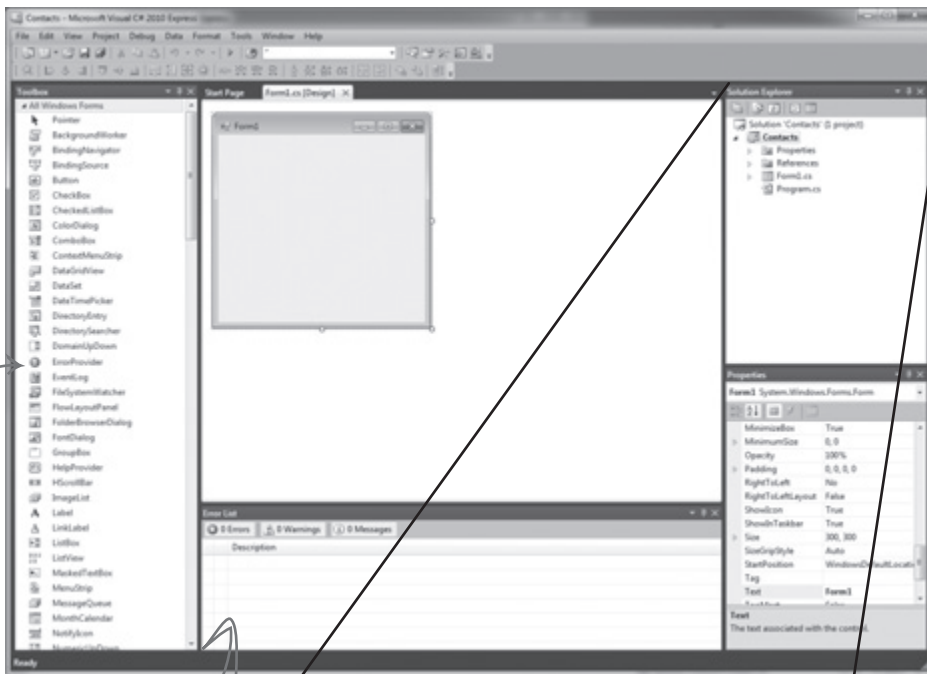 Contacts - Microsoft Visual C# 2010 Express
File Edit View Project Debug Data Format Tools Window Help
Toolbox
All Windows Forms
Pointer
BackgroundWorker
BindingNavigator
BindingSource
Button
CheckBox
CheckedListBox
ColorDialog
ComboBox
ContextMenuStrip
DataGridView
DataSet
DateTimePicker
DirectoryEntry
DirectorySearcher
DomainUpDown
ErrorProvider
EventLog
FileSystemWatcher
FlowLayoutPanel
FolderBrowserDialog
FontDialog
GroupBox
HelpProvider
HScrollBar
ImageList
Label
LinkLabel
ListBox
ListView
MaskedTextBox
MenuStrip
MessageQueue
MonthCalendar
NotifyIcon
NumericUpDown
Start Page Form1.cs [Design]
Form1
Error List
0 Errors 0 Warnings 0 Messages
Description
Solution Explorer
Solution 'Contacts' (1 project)
Contacts
Properties
References
Form1.cs
Program.cs
Properties
Form1 System.Windows.Forms.Form
MinimizeBox True
MinimumSize 0, 0
Opacity 100%
Padding 0, 0, 0, 0
RightToLeft No
RightToLeftLayout False
ShowIcon True
ShowInTaskbar True
Size 300, 300
SizeGripStyle Auto
StartPosition WindowsDefaultLocatio
Tag
Text Form1
Text
The text associated with the control.
Ready